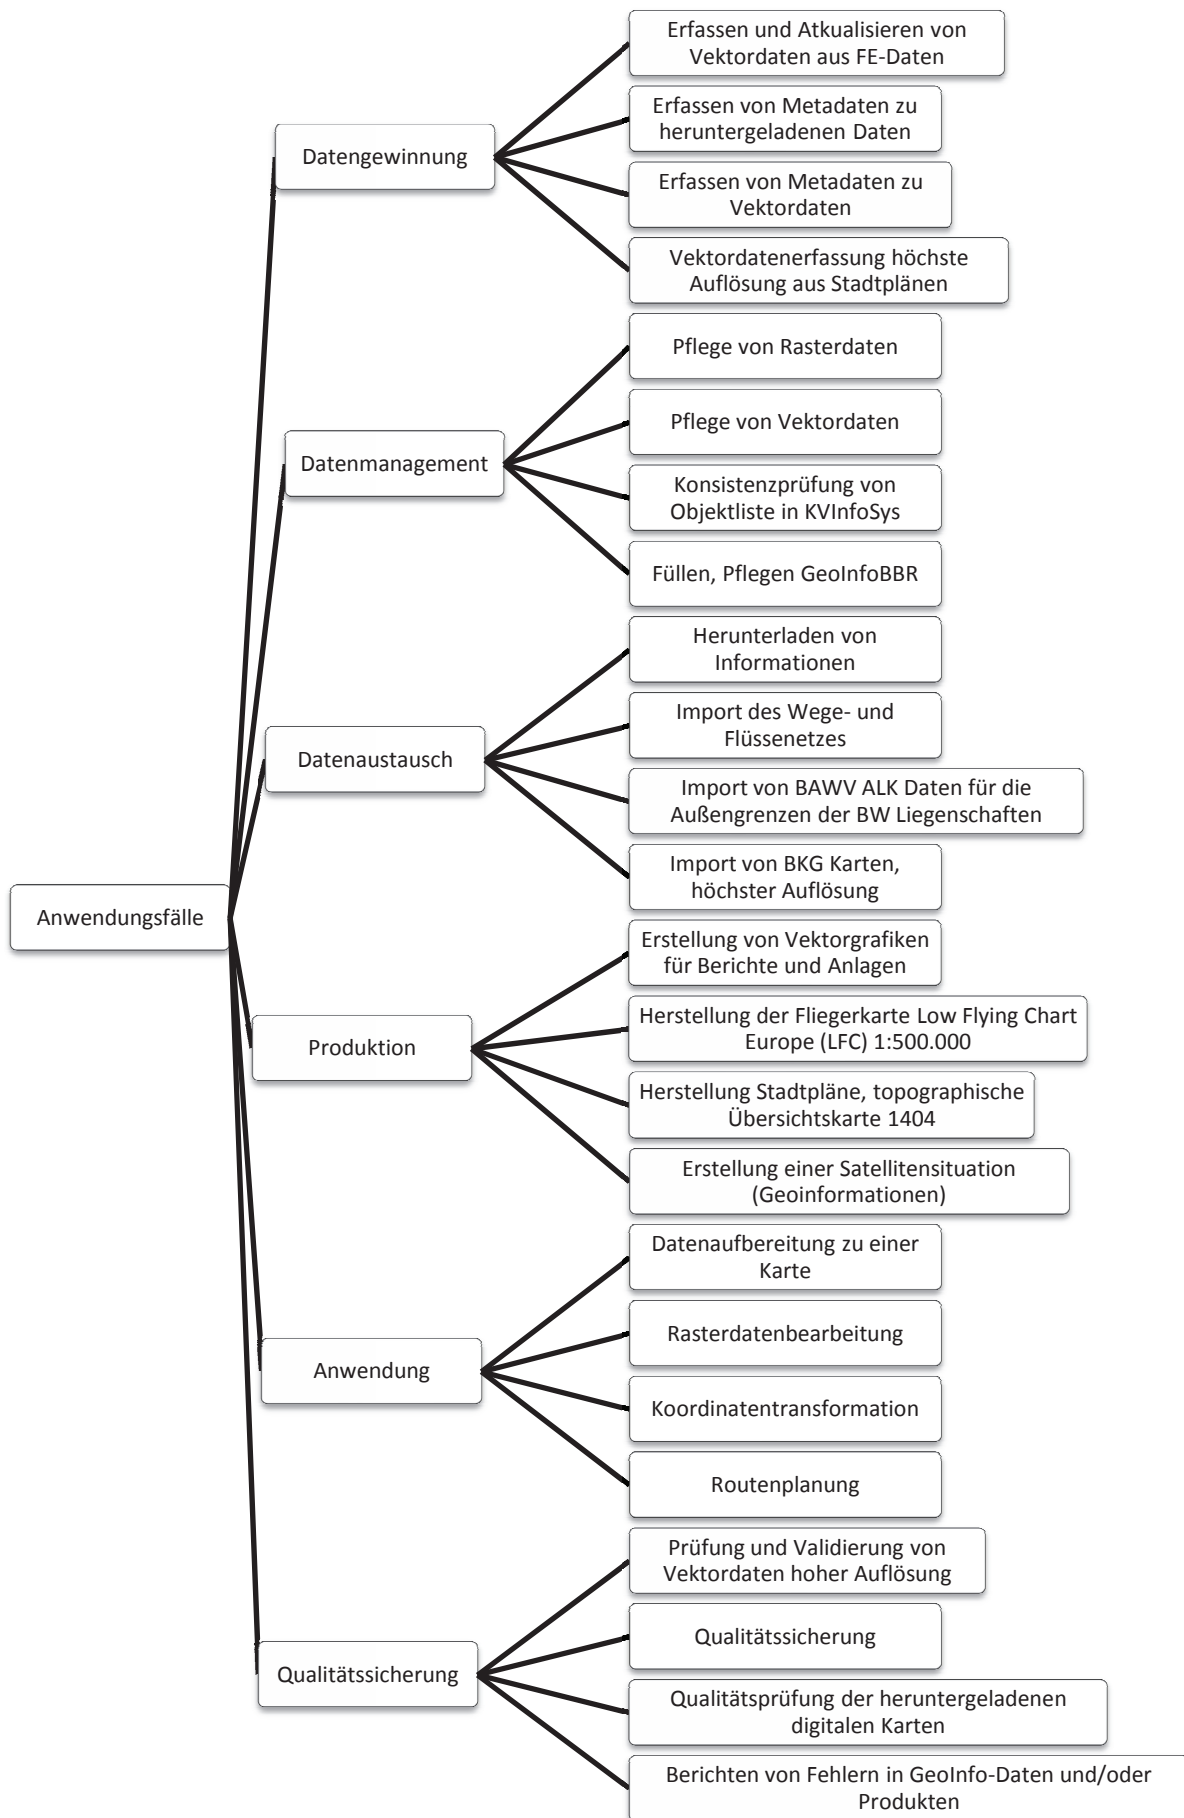 Anwendungsfälle
Datengewinnung
Erfassen und Atkualisieren von
Vektordaten aus FE-Daten
Erfassen von Metadaten zu
heruntergeladenen Daten
Erfassen von Metadaten zu
Vektordaten
Vektordatenerfassung höchste
Auflösung aus Stadtplänen
Datenmanagement
Pflege von Rasterdaten
Pflege von Vektordaten
Konsistenzprüfung von
Objektliste in KVInfoSys
Füllen, Pflegen GeoInfoBBR
Datenaustausch
Herunterladen von
Informationen
Import des Wege- und
Flüssenetzes
Import von BAWV ALK Daten für die
Außengrenzen der BW Liegenschaften
Import von BKG Karten,
höchster Auflösung
Produktion
Erstellung von Vektorgrafiken
für Berichte und Anlagen
Herstellung der Fliegerkarte Low Flying Chart
Europe (LFC) 1:500.000
Herstellung Stadtpläne, topographische
Übersichtskarte 1404
Erstellung einer Satellitensituation
(Geoinformationen)
Anwendung
Datenaufbereitung zu einer
Karte
Rasterdatenbearbeitung
Koordinatentransformation
Routenplanung
Qualitätssicherung
Prüfung und Validierung von
Vektordaten hoher Auflösung
Qualitätssicherung
Qualitätsprüfung der heruntergeladenen
digitalen Karten
Berichten von Fehlern in GeoInfo-Daten und/oder
Produkten